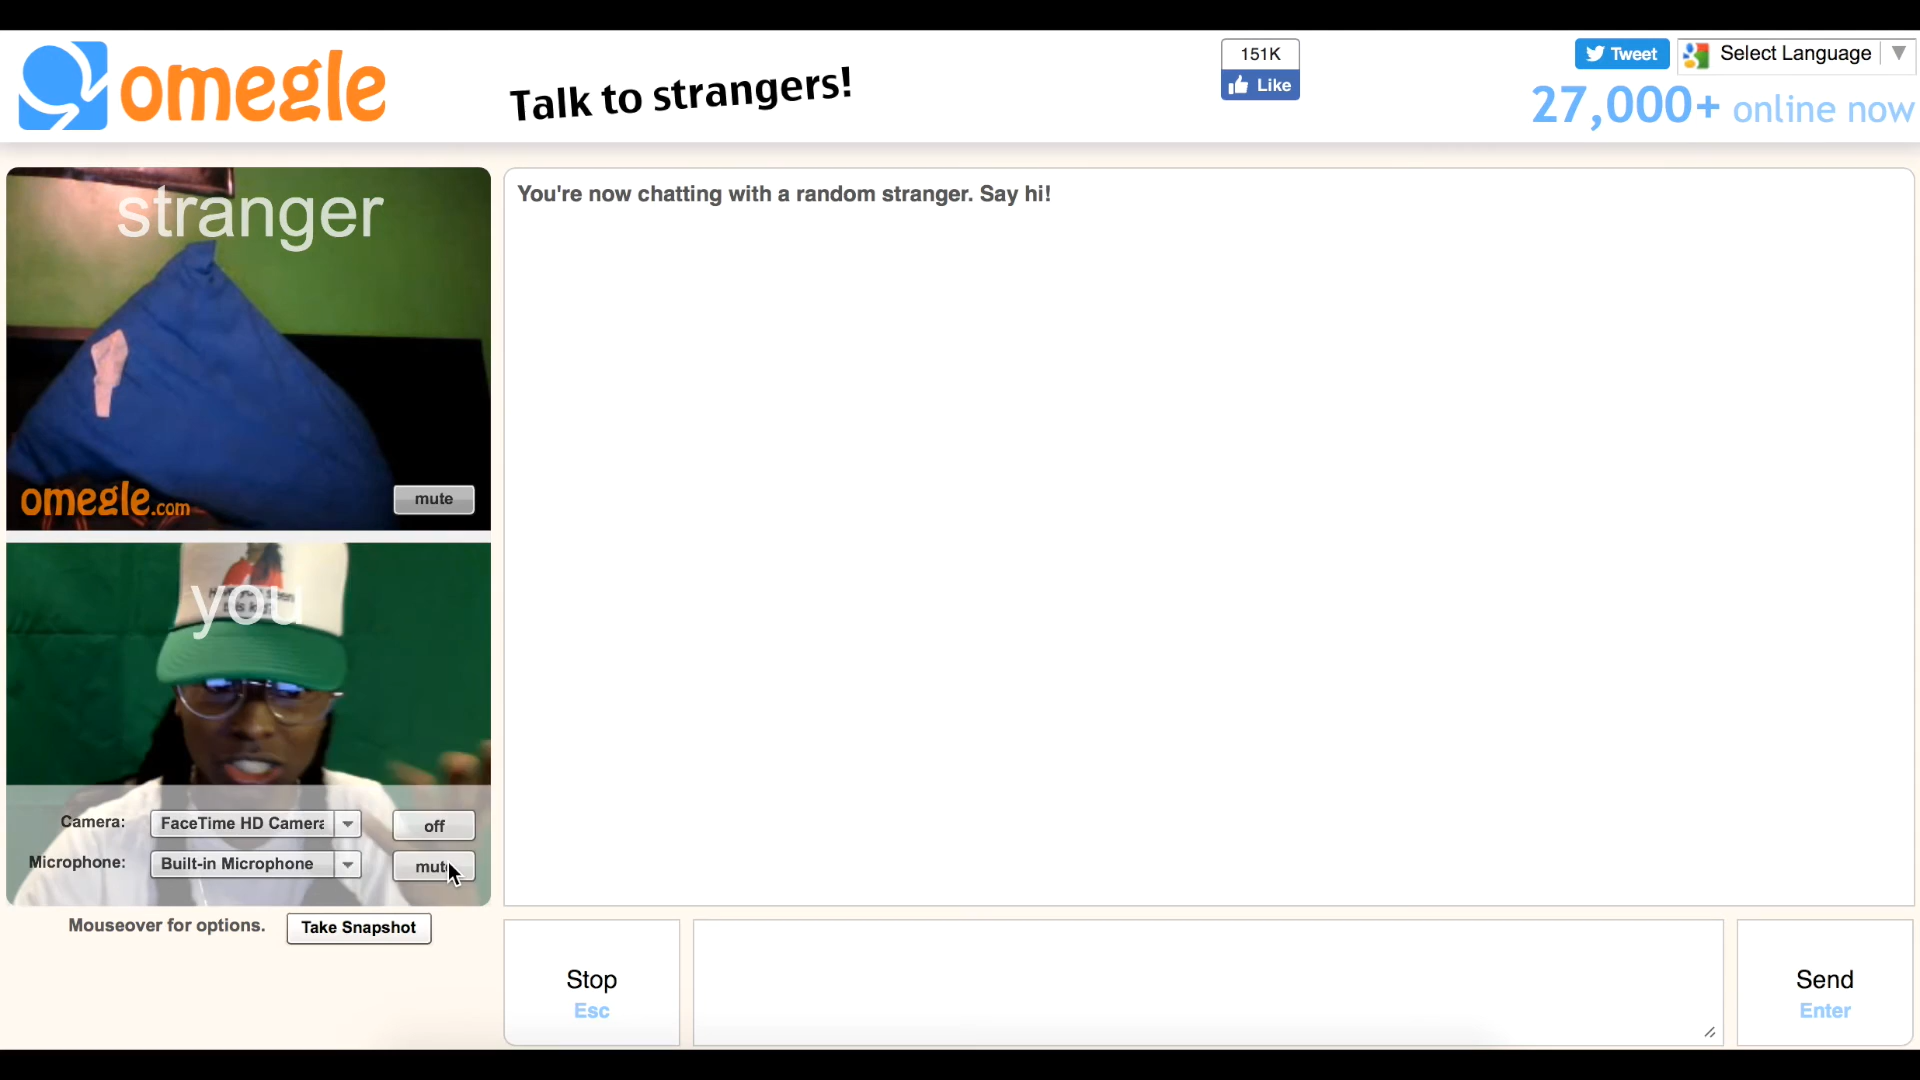 omegle
Talk to strangers!
151K
Like
Tweet
Select Language
27,000+ online now
stranger
omegle.com
mute
You're now chatting with a random stranger. Say hi!
you
Camera:
FaceTime HD Camera
off
Microphone:
Built-in Microphone
mute
Mouseover for options.
Take Snapshot
Stop
Esc
Send
Enter